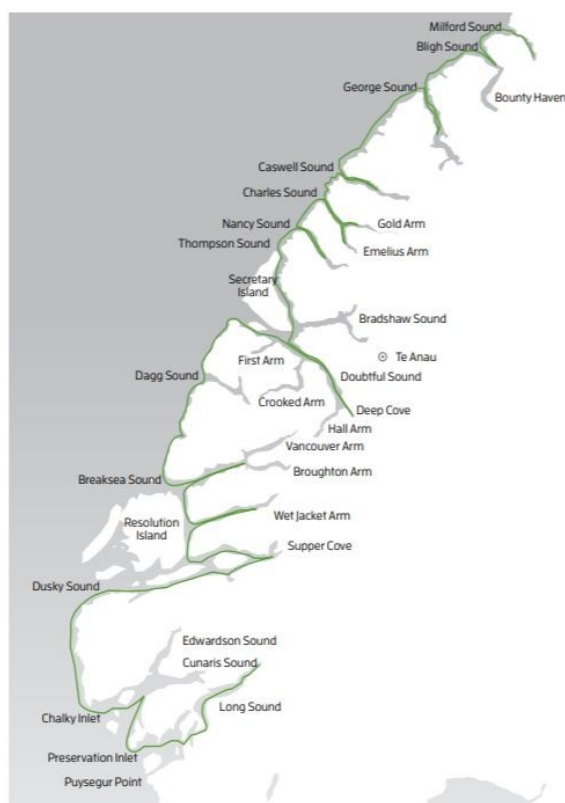 Milford Sound
Bligh Sound
George Sound
Bounty Haven
Caswell Sound
Charles Sound
Nancy Sound
Gold Arm
Thompson Sound
Emelius Arm
Secretary
Island
Bradshaw Sound
First Arm
Te Anau
Dagg Sound
Doubtful Sound
Crooked Arm
Deep Cove
Hall Arm
Vancouver Arm
Breaksea Sound
Broughton Arm
Resolution
Island
Wet Jacket Arm
Supper Cove
Dusky Sound
Edwardson Sound
Cunaris Sound
Chalky Inlet
Long Sound
Preservation Inlet
Puysegur Point